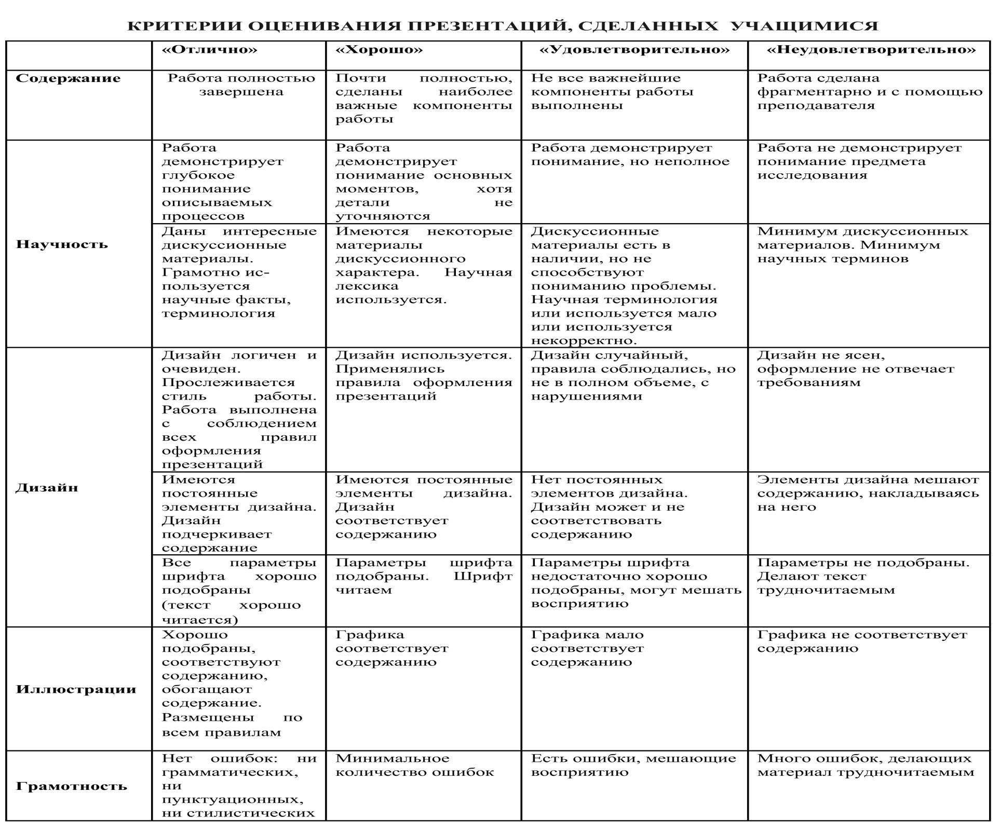 КРИТЕРИИ ОЦЕНИВАНИЯ ПРЕЗЕНТАЦИЙ, СДЕЛАННЫХ УЧАЩИМИСЯ
«Отлично»
«Хорошо»
«Удовлетворительно»
«Неудовлетворительно»
Содержание
Работа полностью
завершена
Почти полностью,
сделаны наиболее
важные компоненты
работы
Не все важнейшие
компоненты работы
выполнены
Работа сделана
фрагментарно и с помощью
преподавателя
Научность
Работа
демонстрирует
глубокое
понимание
описываемых
процессов
Работа
демонстрирует
понимание основных
моментов, хотя
детали не
уточняются
Работа демонстрирует
понимание, но неполное
Работа не демонстрирует
понимание предмета
исследования
Даны интересные
дискуссионные
материалы.
Грамотно ис-
пользуется
научные факты,
терминология
Имеются некоторые
материалы
дискуссионного
характера. Научная
лексика
используется.
Дискуссионные
материалы есть в
наличии, но не
способствуют
пониманию проблемы.
Научная терминология
или используется мало
или используется
некорректно.
Минимум дискуссионных
материалов. Минимум
научных терминов
Дизайн
Дизайн логичен и
очевиден.
Прослеживается
стиль работы.
Работа выполнена
с соблюдением
всех правил
оформления
презентаций
Дизайн используется.
Применялись
правила оформления
презентаций
Дизайн случайный,
правила соблюдались, но
не в полном объеме, с
нарушениями
Дизайн не ясен,
оформление не отвечает
требованиям
Имеются
постоянные
элементы дизайна.
Дизайн
подчеркивает
содержание
Имеются постоянные
элементы дизайна.
Дизайн
соответствует
содержанию
Нет постоянных
элементов дизайна.
Дизайн может и не
соответствовать
содержанию
Элементы дизайна мешают
содержанию, накладываясь
на него
Все параметры
шрифта хорошо
подобраны
(текст хорошо
читается)
Параметры шрифта
подобраны. Шрифт
читаем
Параметры шрифта
недостаточно хорошо
подобраны, могут мешать
восприятию
Параметры не подобраны.
Делают текст
трудночитаемым
Иллюстрации
Хорошо
подобраны,
соответствуют
содержанию,
обогащают
содержание.
Размещены по
всем правилам
Графика
соответствует
содержанию
Графика мало
соответствует
содержанию
Графика не соответствует
содержанию
Грамотность
Нет ошибок: ни
грамматических,
ни
пунктуационных,
ни стилистических
Минимальное
количество ошибок
Есть ошибки, мешающие
восприятию
Много ошибок, делающих
материал трудночитаемым